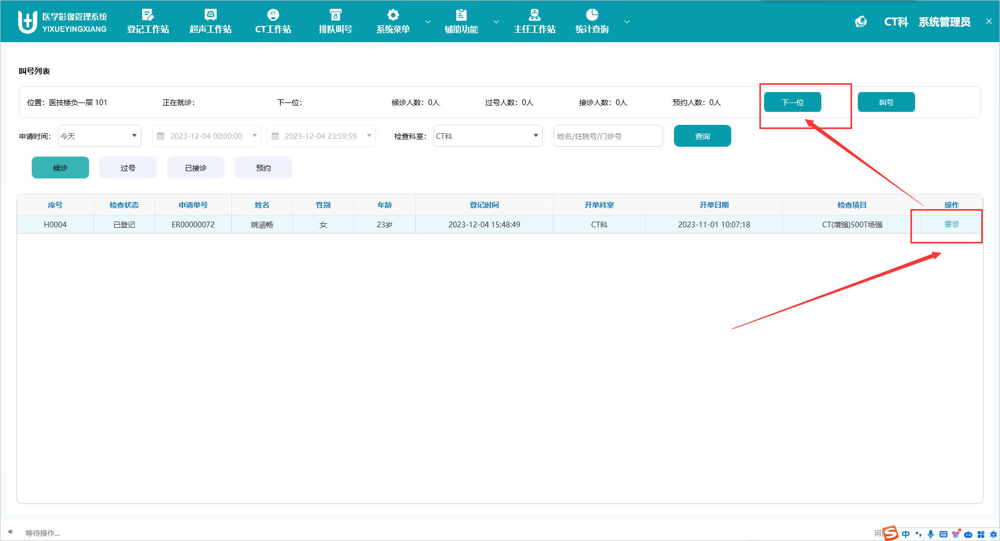 医学影像管理系统
YIXUEYINGXIANG
登记工作站
超声工作站
CT
CT工作站
8
排队叫号
系统菜单
辅助功能
主任工作站
统计查询
CT科 系统管理员
叫号列表
位置：医技楼负一层 101 正在就诊： 下一位： 候诊人数：0人 过号人数：0人 接诊人数：0人 预约人数：0人 下一位 叫号
申请时间： 今天 2023-12-04 00:00:00 2023-12-04 23:59:59 检查科室： CT科 姓名/住院号/门诊号 查询
候诊 过号 已接诊 预约
序号 检查状态 申请单号 姓名 性别 年龄 登记时间 开单科室 开单日期 检查项目 操作
H0004 已登记 ER00000072 姚涵畅 女 23岁 2023-12-04 15:48:49 CT科 2023-11-01 10:07:18 CT(增强)500T场强 接诊
等待操作...
河
S 中